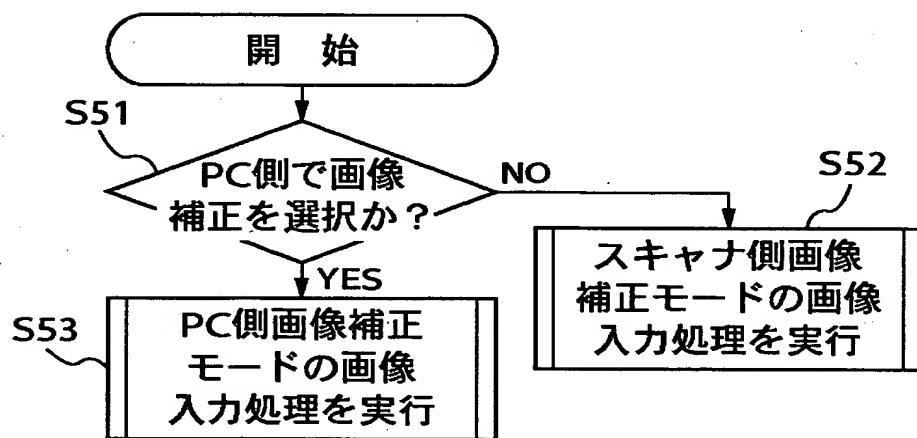 開 始
S51
PC側で画像
補正を選択か?
NO
S52
スキャナ側画像
補正モードの画像
入力処理を実行
YES
S53
PC側画像補正
モードの画像
入力処理を実行